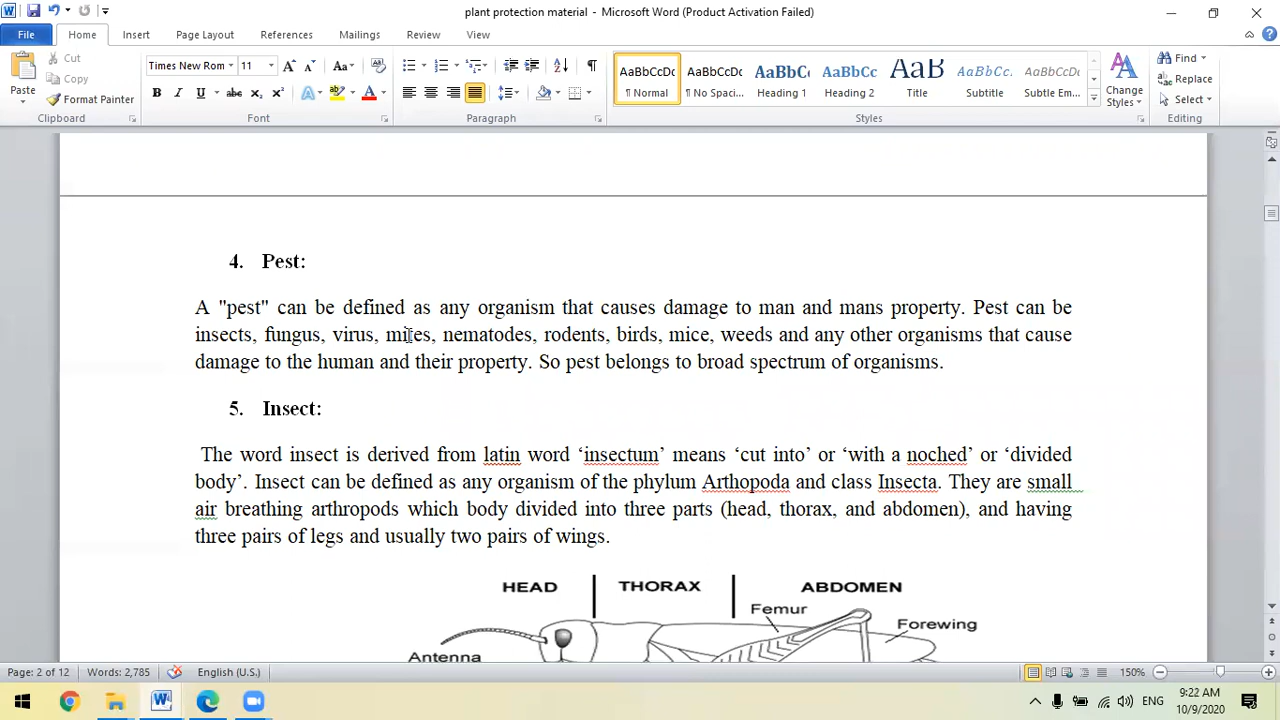 plant protection material - Microsoft Word (Product Activation Failed)
File Home Insert Page Layout References Mailings Review View
Cut
Copy
Format Painter
Paste
Times New Rom 11
Clipboard Font Paragraph Styles Editing
AaBbCcDc AaBbCcDc AaBbC AaBbCc AaB AaBbCc. AaBbCcDc
¶ Normal ¶ No Spaci... Heading 1 Heading 2 Title Subtitle Subtle Em...
Change
Styles
Find
Replace
Select
4. Pest:
A "pest" can be defined as any organism that causes damage to man and mans property. Pest can be
insects, fungus, virus, mites, nematodes, rodents, birds, mice, weeds and any other organisms that cause
damage to the human and their property. So pest belongs to broad spectrum of organisms.
5. Insect:
The word insect is derived from latin word ‘insectum’ means ‘cut into’ or ‘with a noched’ or ‘divided
body’. Insect can be defined as any organism of the phylum Arthopoda and class Insecta. They are small
air breathing arthropods which body divided into three parts (head, thorax, and abdomen), and having
three pairs of legs and usually two pairs of wings.
HEAD THORAX ABDOMEN
Femur
Forewing
Antenna
Page: 2 of 12 Words: 2,785 English (U.S.) 150%
ENG 9:22 AM
10/9/2020